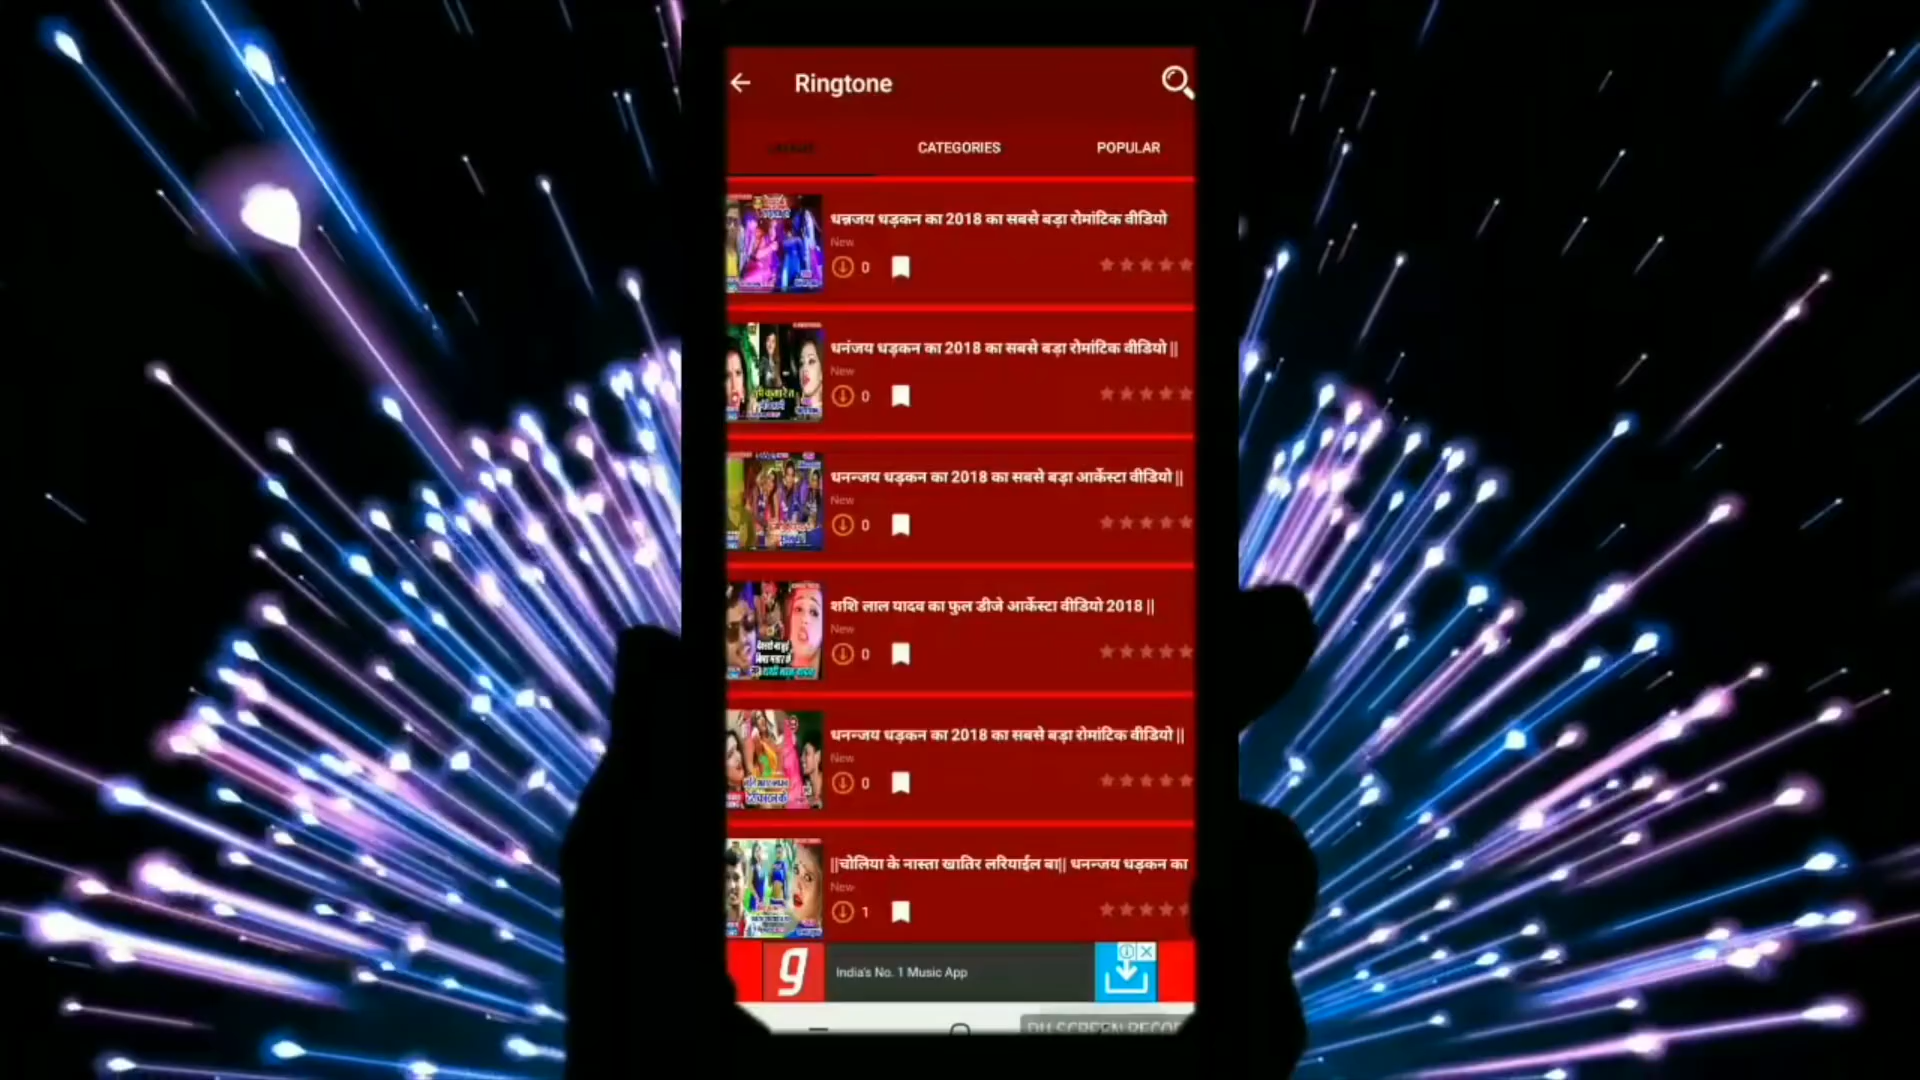 Ringtone
CATEGORIES
POPULAR
धन्नजय धड़कन का 2018 का सबसे बड़ा रोमांटिक वीडियो
New
0
धनंजय धड़कन का 2018 का सबसे बड़ा रोमांटिक वीडियो ||
New
0
धनन्जय धड़कन का 2018 का सबसे बड़ा आर्केस्टा वीडियो ||
New
0
शशि लाल यादव का फुल डीजे आर्केस्टा वीडियो 2018 ||
New
0
धनन्जय धड़कन का 2018 का सबसे बड़ा रोमांटिक वीडियो ||
New
0
||चोलिया के नास्ता खातिर लरियाईल बा|| धनन्जय धड़कन का
New
1
g
India's No. 1 Music App